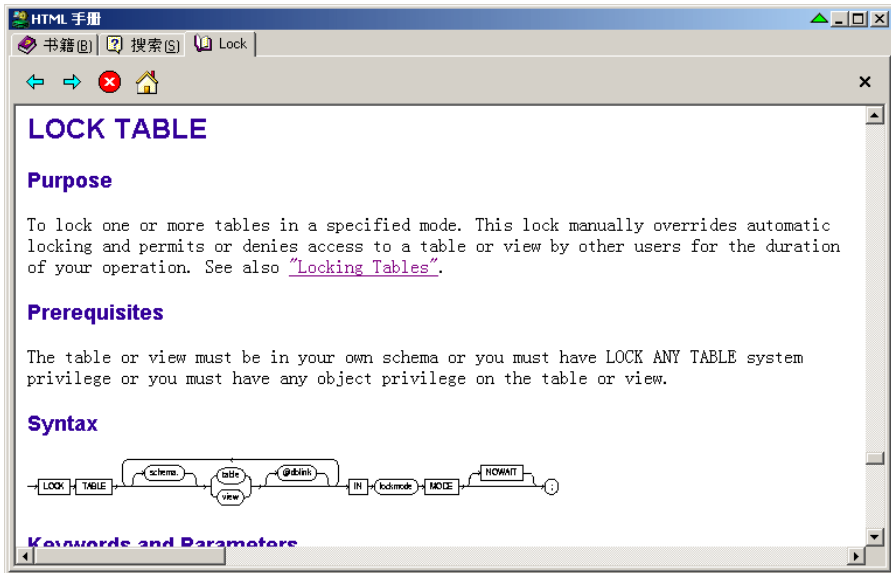 HTML 手册
书籍(B) 搜索(S) Lock
LOCK TABLE
Purpose
To lock one or more tables in a specified mode. This lock manually overrides automatic
locking and permits or denies access to a table or view by other users for the duration
of your operation. See also "Locking Tables".
Prerequisites
The table or view must be in your own schema or you must have LOCK ANY TABLE system
privilege or you must have any object privilege on the table or view.
Syntax
schema. table @dblink NOWAIT
LOCK TABLE view IN lockmode MODE ;
Keywords and Parameters